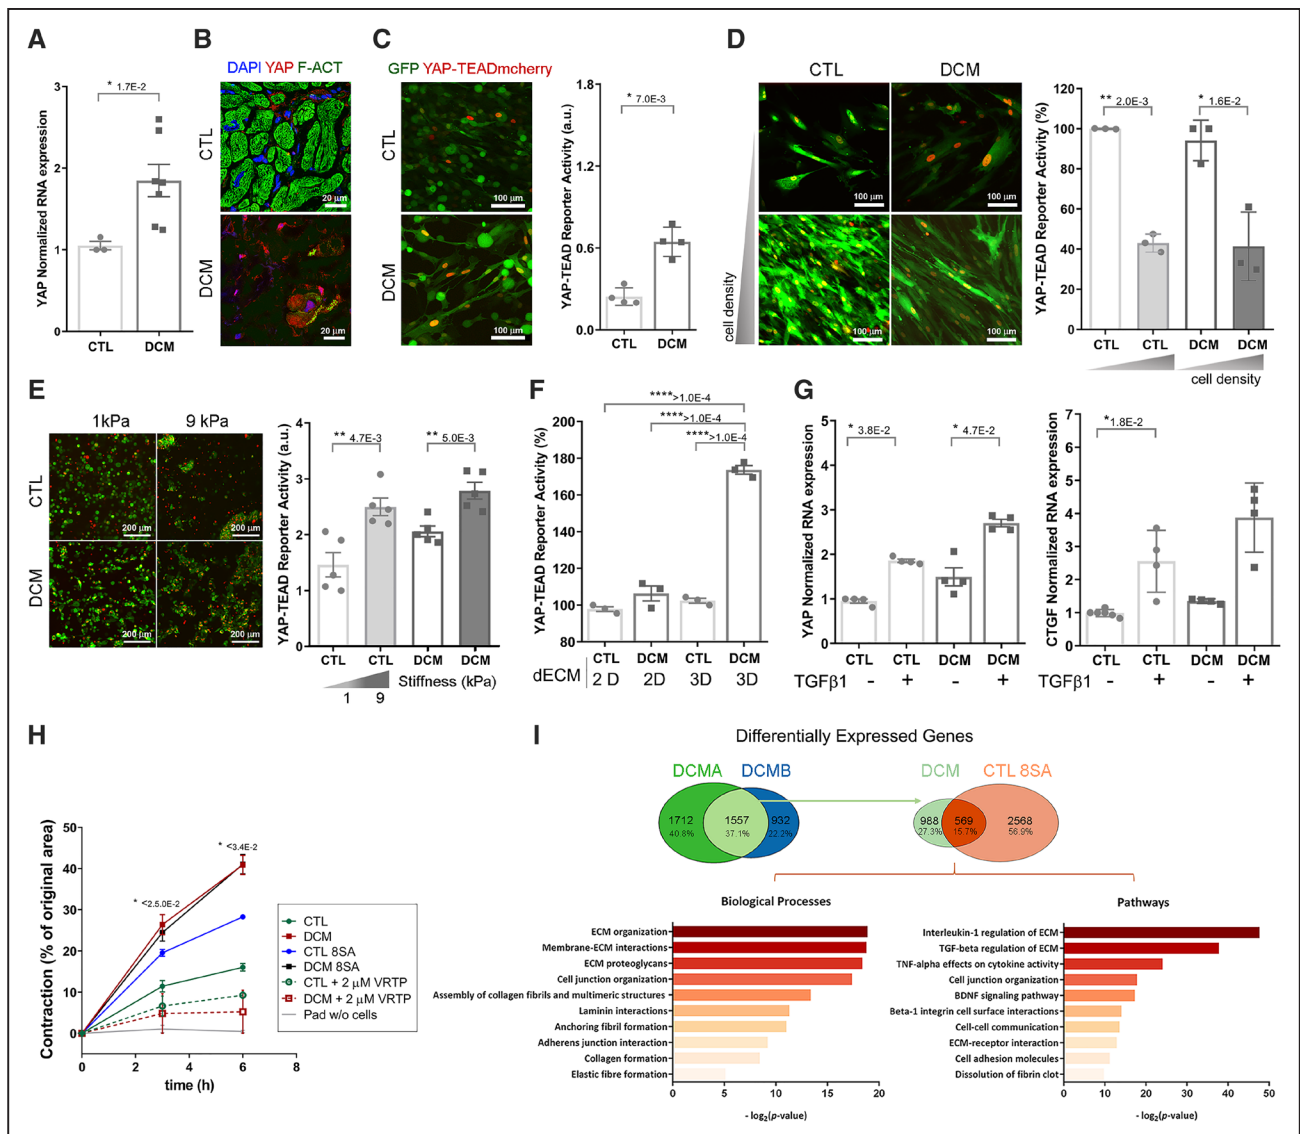 A
YAP Normalized RNA expression
3
2
1
0
* 1.7E-2
CTL
DCM
B
DAPI YAP F-ACT
CTL
20 µm
DCM
20 µm
C
GFP YAP-TEADmcherry
CTL
100 µm
DCM
100 µm
YAP-TEAD Reporter Activity (a.u.)
1.8
1.2
0.6
0.0
* 7.0E-3
CTL
DCM
D
CTL
DCM
cell density
100 µm
100 µm
100 µm
100 µm
YAP-TEAD Reporter Activity (%)
120
100
80
60
40
20
0
** 2.0E-3
* 1.6E-2
CTL
CTL
DCM
DCM
cell density
E
1kPa
9 kPa
CTL
200 µm
200 µm
DCM
200 µm
200 µm
YAP-TEAD Reporter Activity (a.u.)
4
3
2
1
0
** 4.7E-3
** 5.0E-3
CTL
CTL
DCM
DCM
1
9
Stiffness (kPa)
F
YAP-TEAD Reporter Activity (%)
200
180
160
140
120
100
80
****>1.0E-4
****>1.0E-4
****>1.0E-4
CTL
DCM
CTL
DCM
dECM
2 D
2D
3D
3D
G
YAP Normalized RNA expression
5
4
3
2
1
0
* 3.8E-2
* 4.7E-2
CTL
CTL
DCM
DCM
TGFβ1
-
+
-
+
CTGF Normalized RNA expression
7
6
5
4
3
2
1
0
*1.8E-2
CTL
CTL
DCM
DCM
TGFβ1
-
+
-
+
H
Contraction (% of original area)
50
40
30
20
10
0
* <2.5.0E-2
* <3.4E-2
0
2
4
6
8
time (h)
CTL
DCM
CTL 8SA
DCM 8SA
CTL + 2 µM VRTP
DCM + 2 µM VRTP
Pad w/o cells
I
Differentially Expressed Genes
DCMA
DCMB
1712
40.8%
1557
37.1%
932
22.2%
DCM
CTL 8SA
988
27.3%
569
15.7%
2568
56.9%
Biological Processes
ECM organization
Membrane-ECM interactions
ECM proteoglycans
Cell junction organization
Assembly of collagen fibrils and multimeric structures
Laminin interactions
Anchoring fibril formation
Adherens junction interaction
Collagen formation
Elastic fibre formation
0
5
10
15
20
- log₂(p-value)
Pathways
Interleukin-1 regulation of ECM
TGF-beta regulation of ECM
TNF-alpha effects on cytokine activity
Cell junction organization
BDNF signaling pathway
Beta-1 integrin cell surface interactions
Cell-cell communication
ECM-receptor interaction
Cell adhesion molecules
Dissolution of fibrin clot
0
10
20
30
40
50
- log₂(p-value)